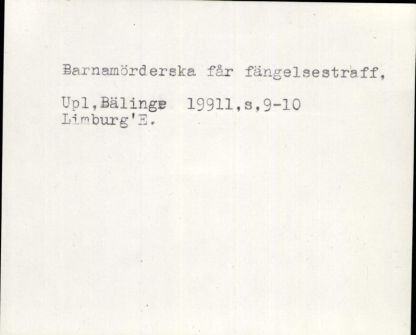 Barnamörderska får fängelsestraff,
Upl,Bälinge 19911,s,9-10
Limburg'E.